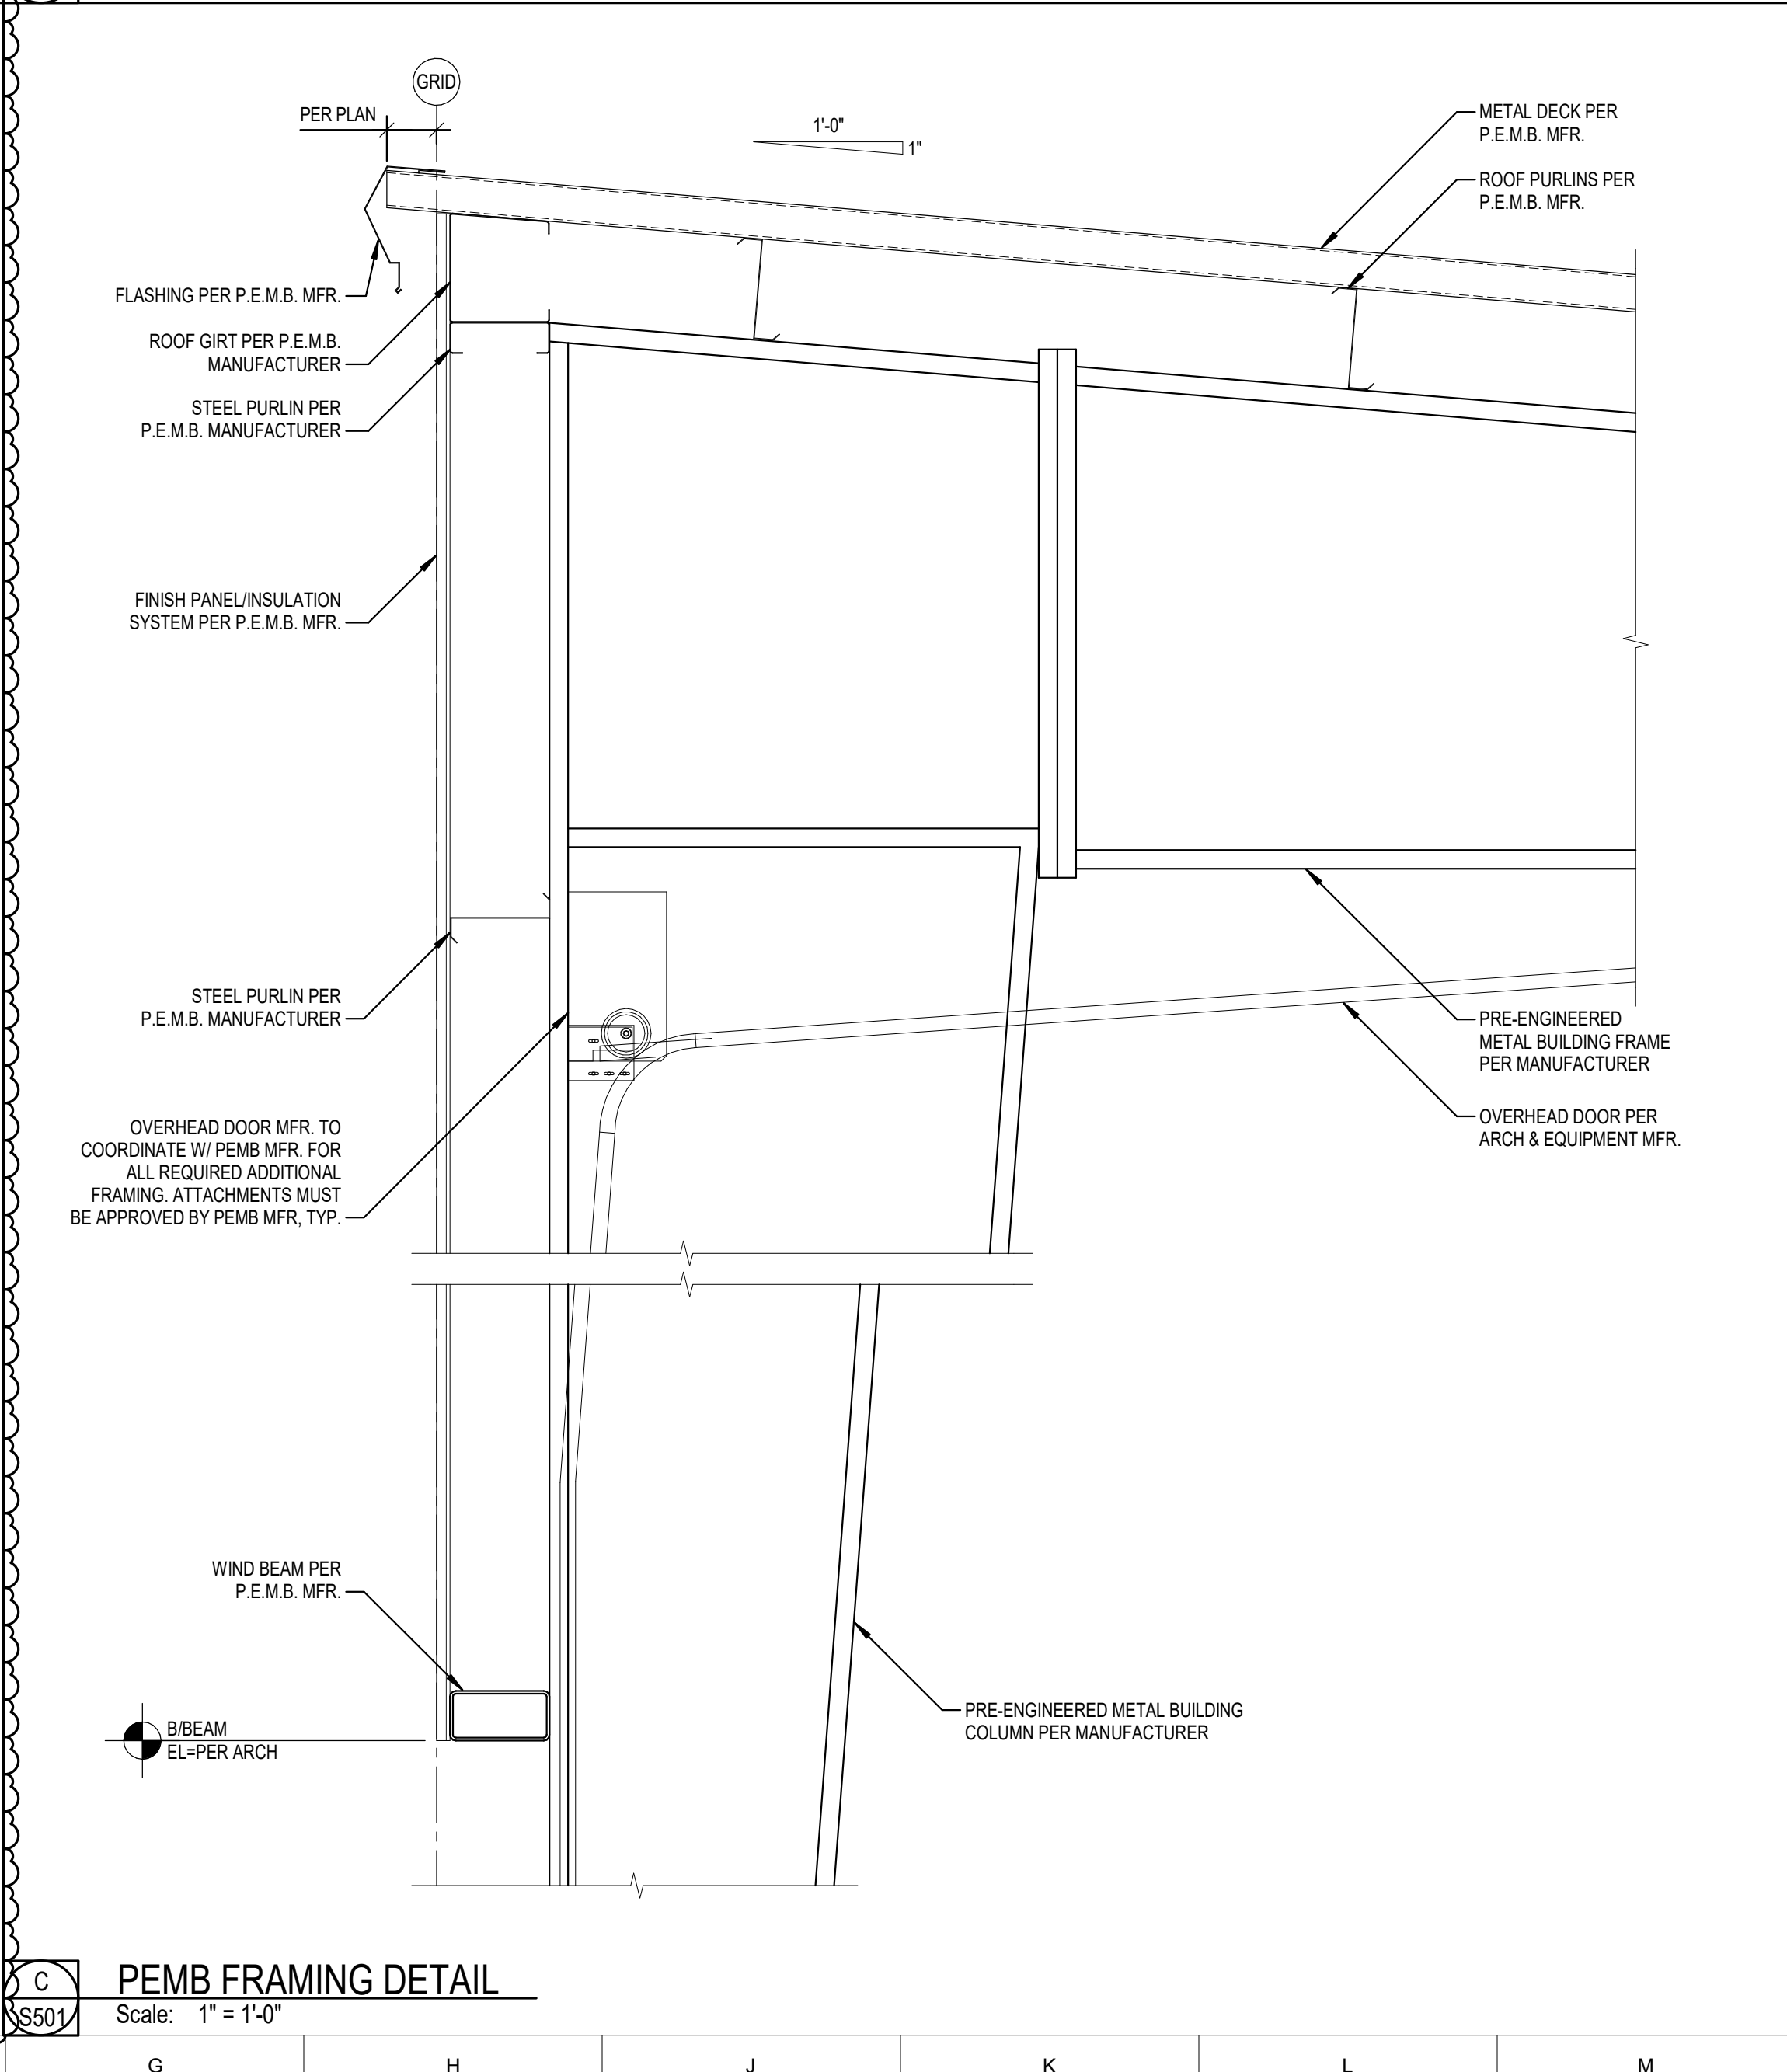 GRID
PER PLAN
1'-0"
1"
METAL DECK PER
P.E.M.B. MFR.
ROOF PURLINS PER
P.E.M.B. MFR.
FLASHING PER P.E.M.B. MFR.
ROOF GIRT PER P.E.M.B.
MANUFACTURER
STEEL PURLIN PER
P.E.M.B. MANUFACTURER
FINISH PANEL/INSULATION
SYSTEM PER P.E.M.B. MFR.
STEEL PURLIN PER
P.E.M.B. MANUFACTURER
PRE-ENGINEERED
METAL BUILDING FRAME
PER MANUFACTURER
OVERHEAD DOOR PER
ARCH & EQUIPMENT MFR.
OVERHEAD DOOR MFR. TO
COORDINATE W/ PEMB MFR. FOR
ALL REQUIRED ADDITIONAL
FRAMING. ATTACHMENTS MUST
BE APPROVED BY PEMB MFR, TYP.
WIND BEAM PER
P.E.M.B. MFR.
PRE-ENGINEERED METAL BUILDING
COLUMN PER MANUFACTURER
B/BEAM
EL=PER ARCH
C
S501
PEMB FRAMING DETAIL
Scale: 1" = 1'-0"
G H J K L M